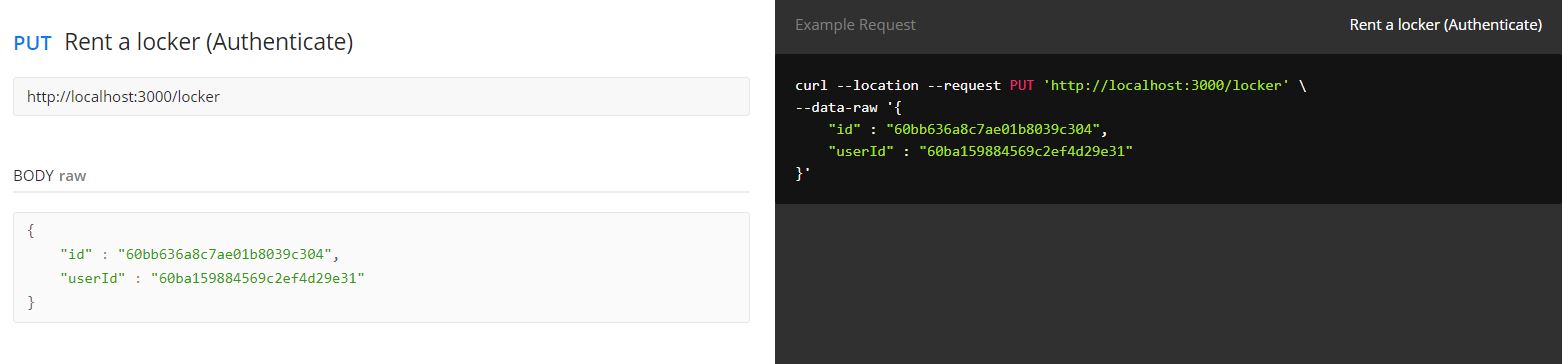 PUT Rent a locker (Authenticate)
http://localhost:3000/locker
BODY raw
{
"id" : "60bb636a8c7ae01b8039c304",
"userId" : "60ba159884569c2ef4d29e31"
}
Example Request
Rent a locker (Authenticate)
curl --location --request PUT 'http://localhost:3000/locker' \
--data-raw '{
"id" : "60bb636a8c7ae01b8039c304",
"userId" : "60ba159884569c2ef4d29e31"
}'